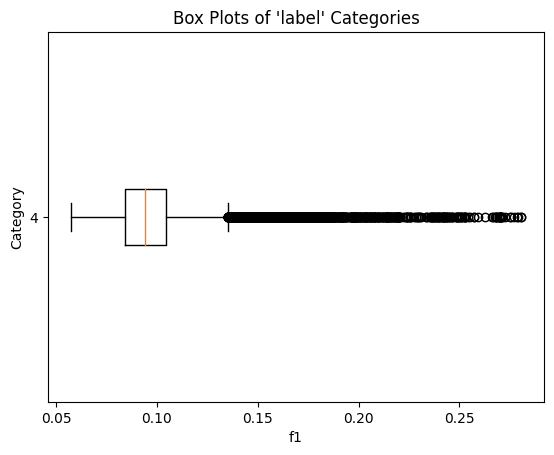 Box Plots of 'label' Categories
Category
4
0.05 0.10 0.15 0.20 0.25
f1